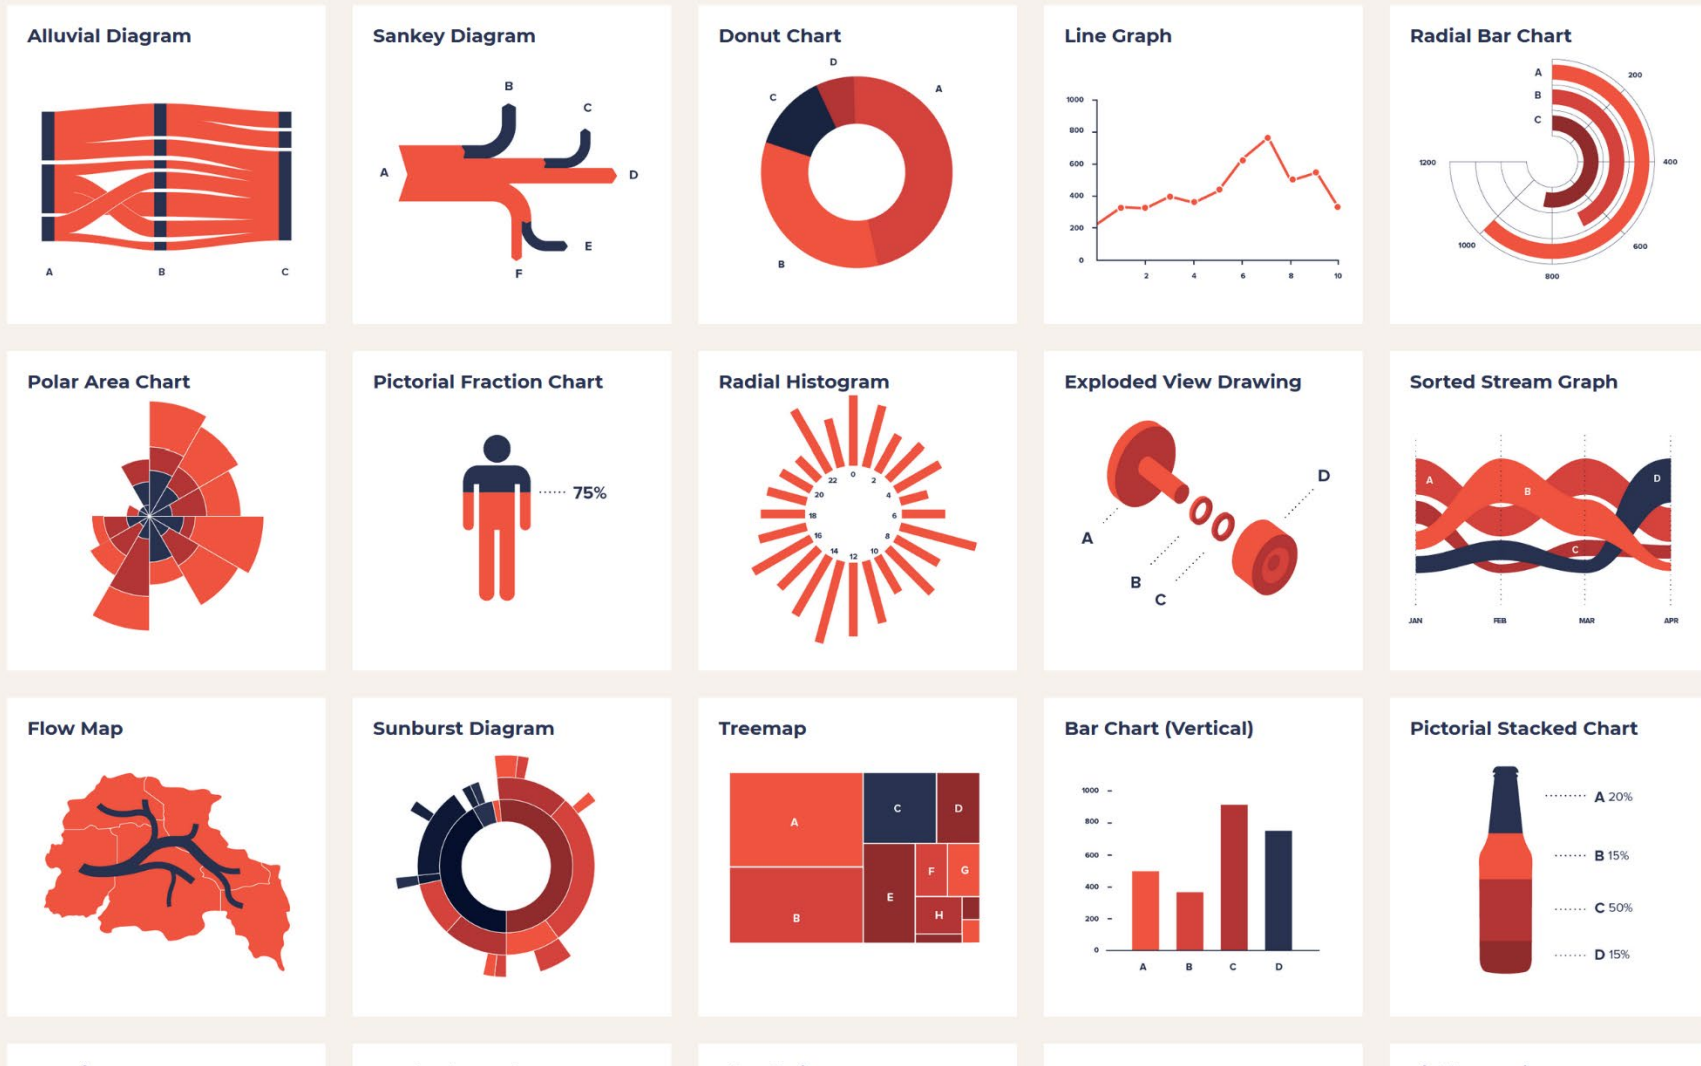 Alluvial Diagram
A
B
C
Sankey Diagram
B
C
A
D
E
F
Donut Chart
D
A
C
B
Line Graph
1000
800
600
400
200
0
2
4
6
8
10
Radial Bar Chart
A
B
C
200
400
600
800
1000
1200
Polar Area Chart
Pictorial Fraction Chart
75%
Radial Histogram
0
2
4
6
8
10
12
14
16
18
20
22
Exploded View Drawing
D
A
B
C
Sorted Stream Graph
A
B
D
C
JAN
FEB
MAR
APR
Flow Map
Sunburst Diagram
Treemap
A
C
D
F
G
E
H
B
Bar Chart (Vertical)
1000
800
600
400
200
0
A
B
C
D
Pictorial Stacked Chart
A 20%
B 15%
C 50%
D 15%